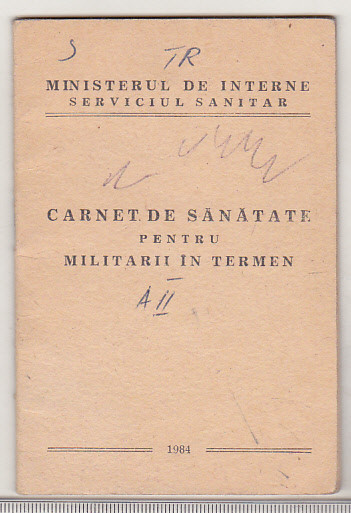 S TR
MINISTERUL DE INTERNE
SERVICIUL SANITAR
CARNET DE SĂNĂTATE
PENTRU
MILITARII ÎN TERMEN
A II
1984